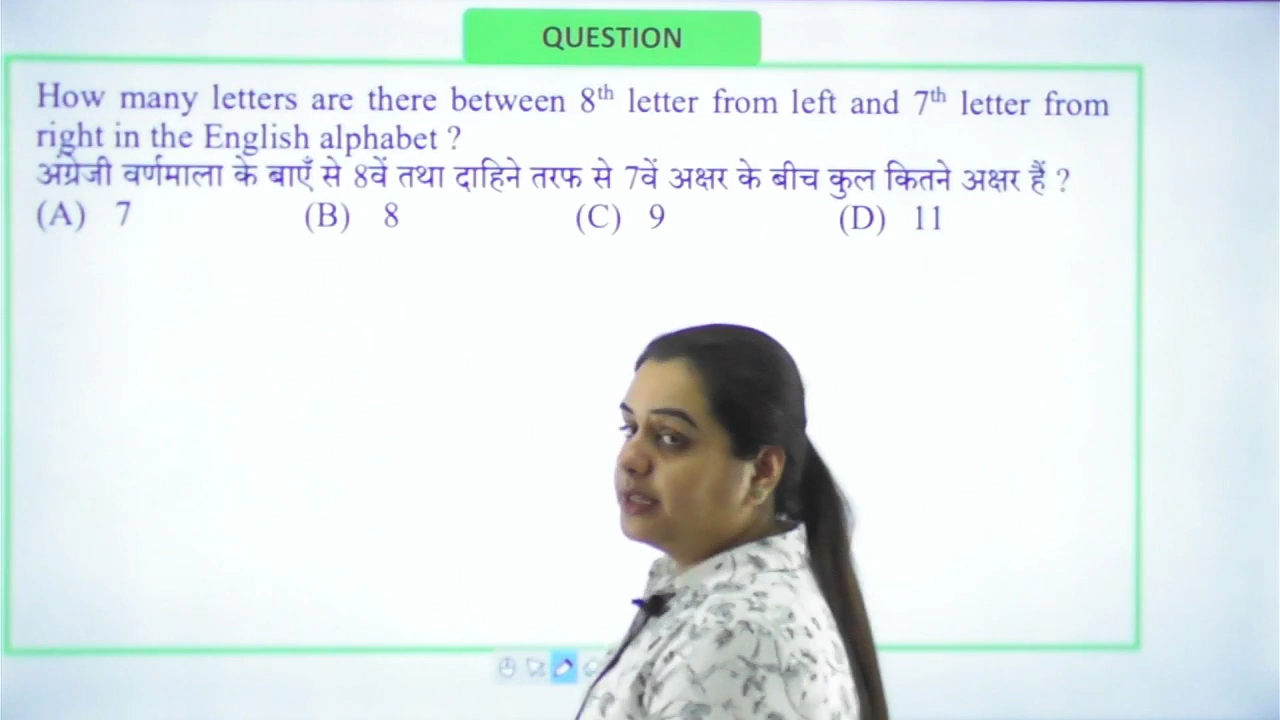 QUESTION
How many letters are there between 8th letter from left and 7th letter from
right in the English alphabet ?
अंग्रेजी वर्णमाला के बाएँ से 8वें तथा दाहिने तरफ से 7वें अक्षर के बीच कुल कितने अक्षर हैं ?
(A) 7 (B) 8 (C) 9 (D) 11